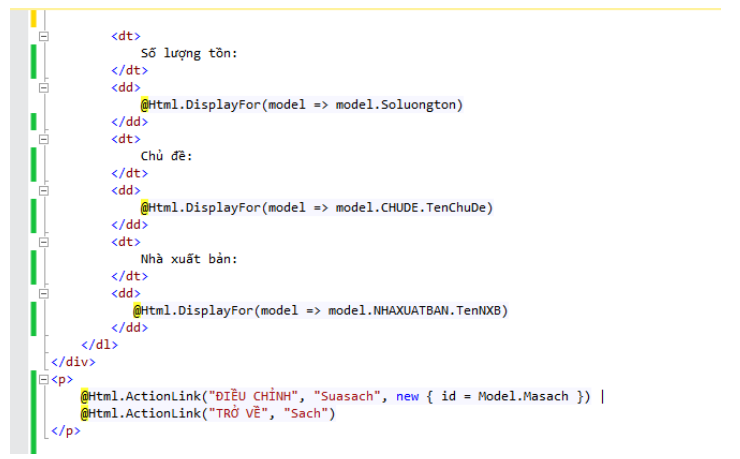 <dt>
Số lượng tồn:
</dt>
<dd>
@Html.DisplayFor(model => model.Soluongton)
</dd>
<dt>
Chủ đề:
</dt>
<dd>
@Html.DisplayFor(model => model.CHUDE.TenChuDe)
</dd>
<dt>
Nhà xuất bản:
</dt>
<dd>
@Html.DisplayFor(model => model.NHAXUATBAN.TenNXB)
</dd>
</dl>
</div>
<p>
@Html.ActionLink("ĐIỀU CHỈNH", "Suasach", new { id = Model.Masach }) |
@Html.ActionLink("TRỞ VỀ", "Sach")
</p>